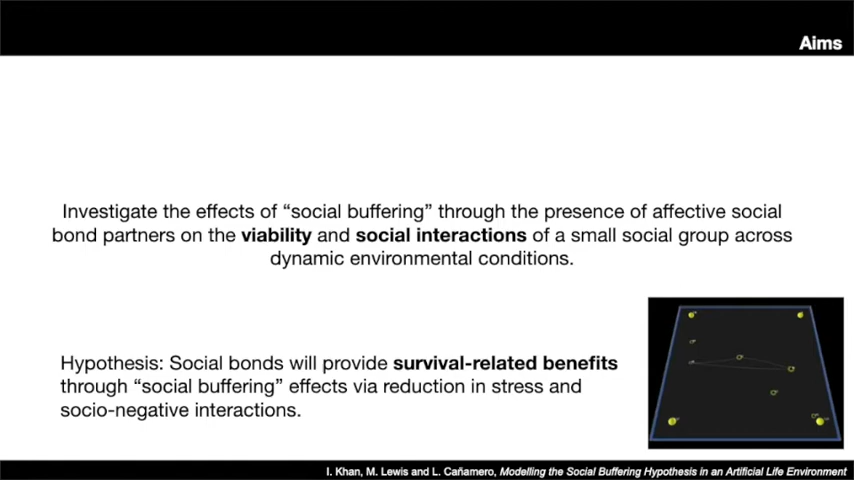 Aims
Investigate the effects of “social buffering” through the presence of affective social
bond partners on the viability and social interactions of a small social group across
dynamic environmental conditions.
Hypothesis: Social bonds will provide survival-related benefits
through “social buffering” effects via reduction in stress and
socio-negative interactions.
I. Khan, M. Lewis and L. Cañamero, Modelling the Social Buffering Hypothesis in an Artificial Life Environment